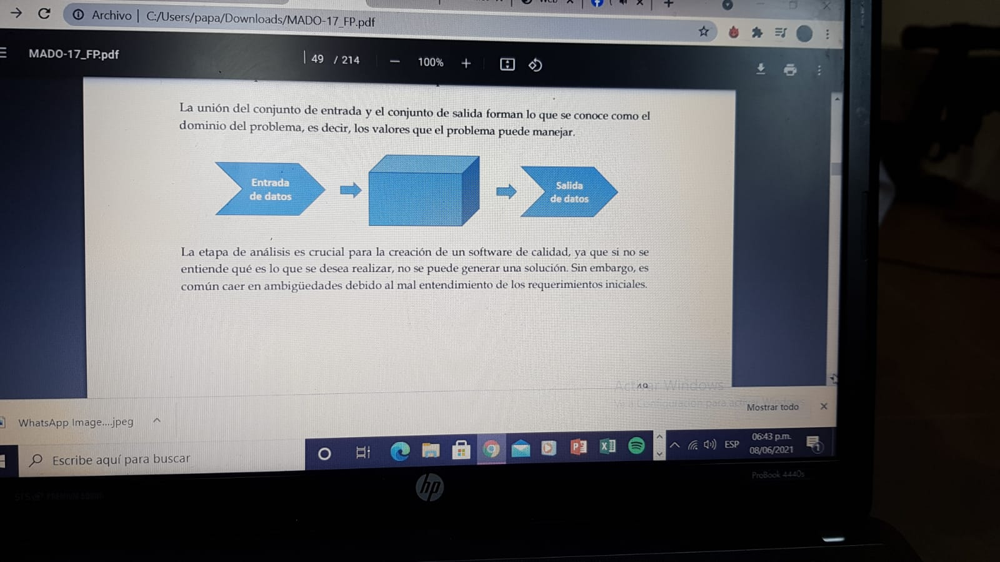 Archivo | C:/Users/papa/Downloads/MADO-17_FP.pdf
MADO-17_FP.pdf
49 / 214
100%
La unión del conjunto de entrada y el conjunto de salida forman lo que se conoce como el
dominio del problema, es decir, los valores que el problema puede manejar.
Entrada
de datos
Salida
de datos
La etapa de análisis es crucial para la creación de un software de calidad, ya que si no se
entiende qué es lo que se desea realizar, no se puede generar una solución. Sin embargo, es
común caer en ambigüedades debido al mal entendimiento de los requerimientos iniciales.
Activar Windows
Ve a Configuración para activar Windows
Mostrar todo
WhatsApp Image....jpeg
Escribe aquí para buscar
ESP
06:43 p.m.
08/06/2021
1
hp
ProBook 4440s